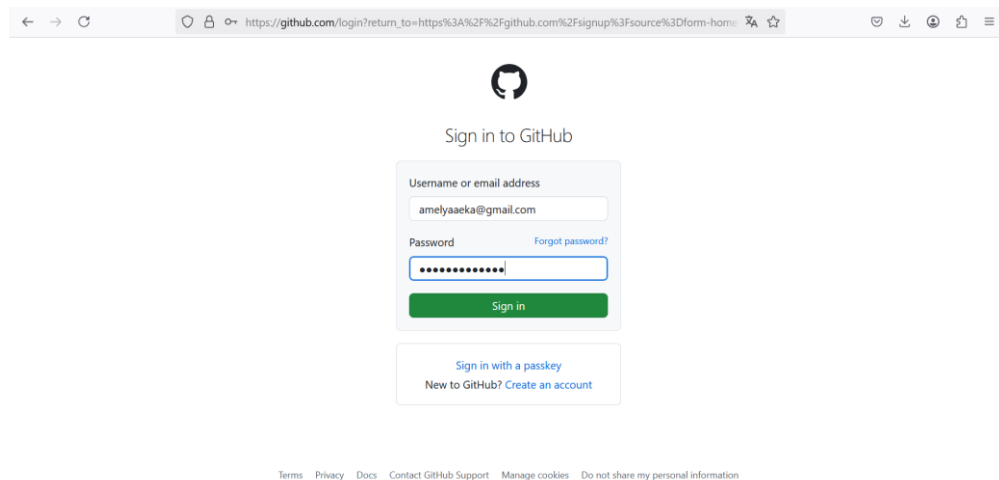 https://github.com/login?return_to=https%3A%2F%2Fgithub.com%2Fsignup%3Fsource%3Dform-home
Sign in to GitHub
Username or email address
amelyaaeka@gmail.com
Password Forgot password?
•••••••••••••
Sign in
Sign in with a passkey
New to GitHub? Create an account
Terms Privacy Docs Contact GitHub Support Manage cookies Do not share my personal information